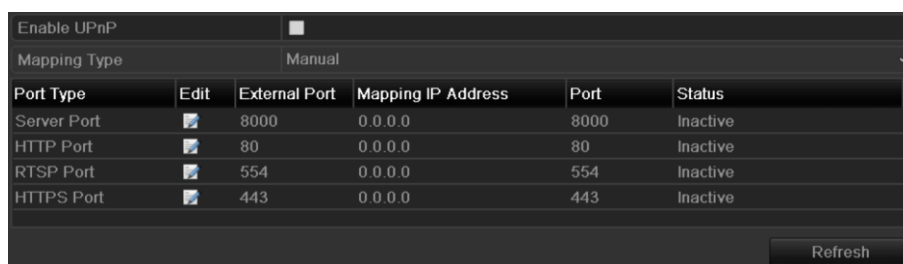 Enable UPnP
Mapping Type Manual
Port Type Edit External Port Mapping IP Address Port Status
Server Port 8000 0.0.0.0 8000 Inactive
HTTP Port 80 0.0.0.0 80 Inactive
RTSP Port 554 0.0.0.0 554 Inactive
HTTPS Port 443 0.0.0.0 443 Inactive
Refresh